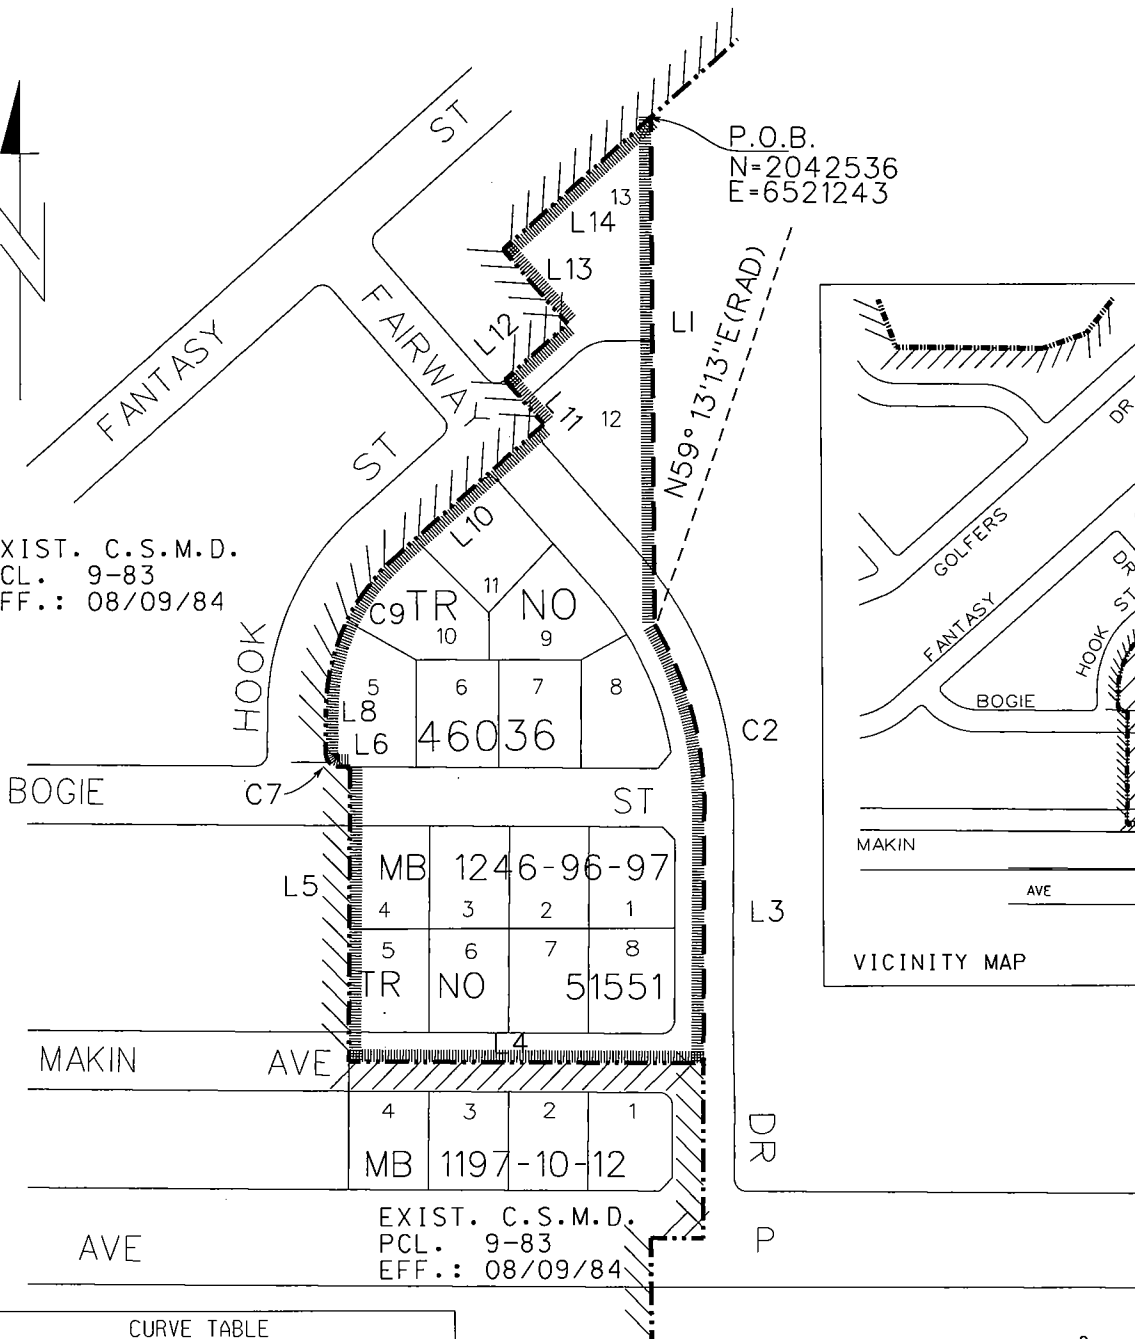 ST
P.O.B.
N=2042536
E=6521243
13
L14
L13
N59°13'13"E(RAD)
L1
L12
FAIRWAY
FANTASY
L11
12
ST
L10
XIST. C.S.M.D.
CL. 9-83
FF.: 08/09/84
11
C9 TR NO
10 9
HOOK
5 6 7 8
L8
L6 46036
C2
C7
BOGIE ST
MB 1246-96-97
L5
4 3 2 1
L3
5 6 7 8
TR NO 51551
L4
MAKIN AVE
4 3 2 1
DR
MB 1197-10-12
EXIST. C.S.M.D.
PCL. 9-83
EFF.: 08/09/84
AVE
P
CURVE TABLE
DR
GOLFERS
DR
FANTASY
ST
HOOK
BOGIE
MAKIN
AVE
VICINITY MAP